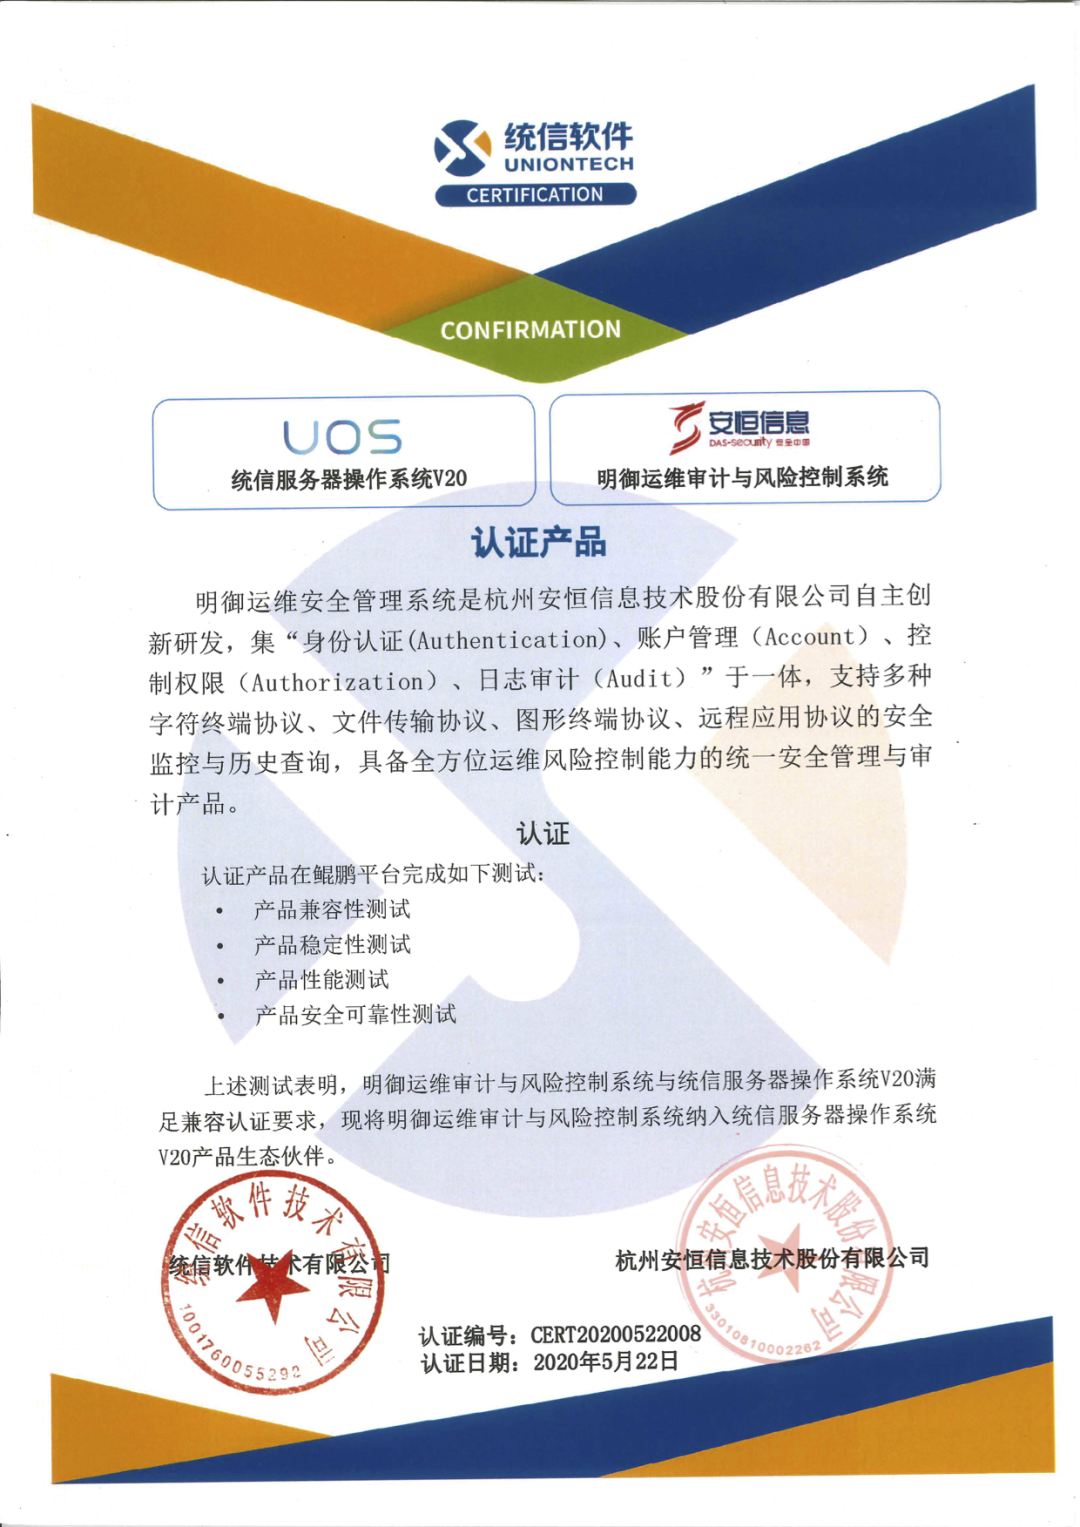 统信软件
UNIONTECH
CERTIFICATION
CONFIRMATION
UOS
统信服务器操作系统V20
安恒信息
DAS-security 安全中国
明御运维审计与风险控制系统
认证产品
明御运维安全管理系统是杭州安恒信息技术股份有限公司自主创
新研发，集“身份认证(Authentication)、账户管理（Account）、控
制权限（Authorization）、日志审计（Audit）”于一体，支持多种
字符终端协议、文件传输协议、图形终端协议、远程应用协议的安全
监控与历史查询，具备全方位运维风险控制能力的统一安全管理与审
计产品。
认证
认证产品在鲲鹏平台完成如下测试：
• 产品兼容性测试
• 产品稳定性测试
• 产品性能测试
• 产品安全可靠性测试
上述测试表明，明御运维审计与风险控制系统与统信服务器操作系统V20满
足兼容认证要求，现将明御运维审计与风险控制系统纳入统信服务器操作系统
V20产品生态伙伴。
统信软件技术有限公司
1001760055292
统信软件技术有限公司
杭州安恒信息技术股份有限公司
33010810002262
杭州安恒信息技术股份有限公司
认证编号：CERT20200522008
认证日期：2020年5月22日